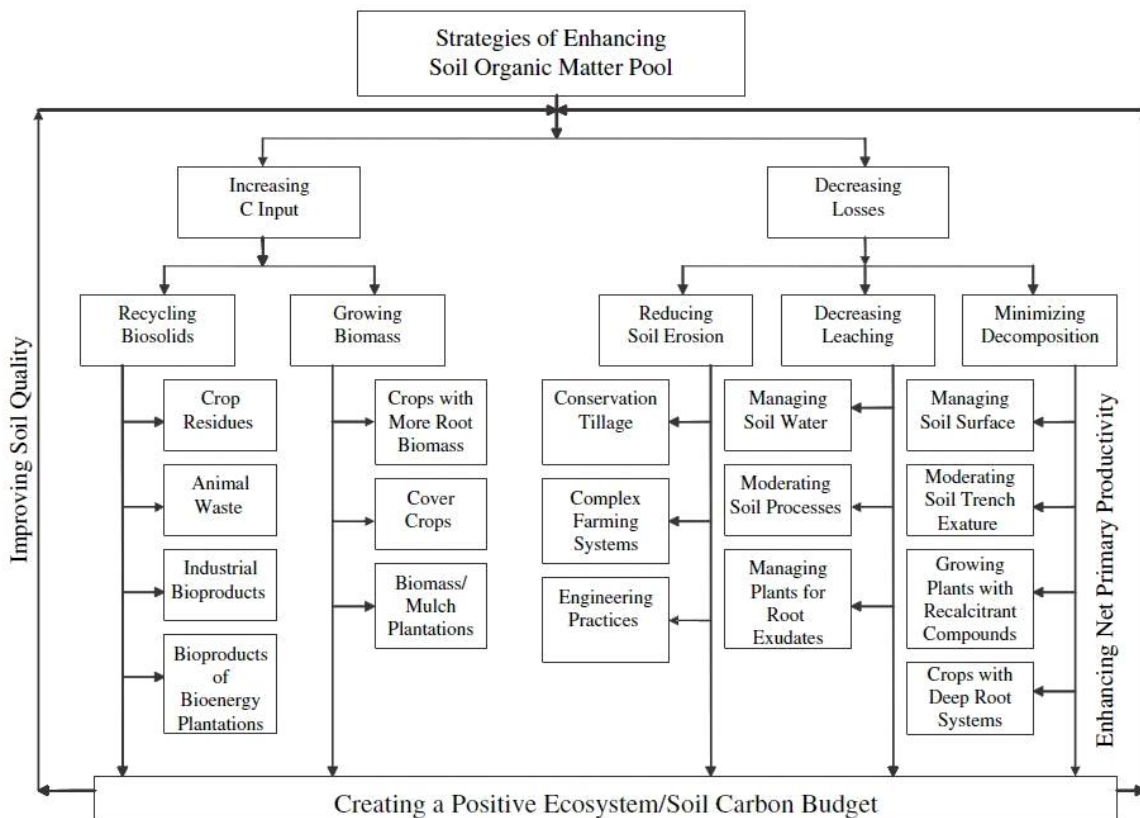 Strategies of Enhancing
Soil Organic Matter Pool
Increasing
C Input
Decreasing
Losses
Recycling
Biosolids
Growing
Biomass
Reducing
Soil Erosion
Decreasing
Leaching
Minimizing
Decomposition
Crop
Residues
Animal
Waste
Industrial
Bioproducts
Bioproducts
of
Bioenergy
Plantations
Crops with
More Root
Biomass
Cover
Crops
Biomass/
Mulch
Plantations
Conservation
Tillage
Complex
Farming
Systems
Engineering
Practices
Managing
Soil Water
Moderating
Soil Processes
Managing
Plants for
Root
Exudates
Managing
Soil Surface
Moderating
Soil Trench
Exature
Growing
Plants with
Recalcitrant
Compounds
Crops with
Deep Root
Systems
Improving Soil Quality
Enhancing Net Primary Productivity
Creating a Positive Ecosystem/Soil Carbon Budget